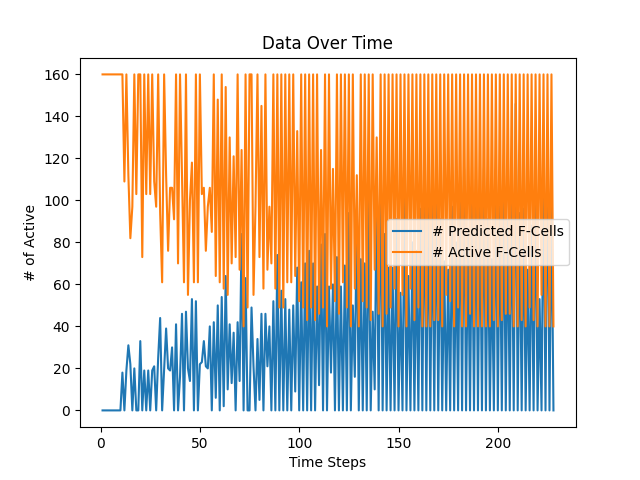 Data Over Time
160
140
120
100
80
60
40
20
0
# of Active
# Predicted F-Cells
# Active F-Cells
0 50 100 150 200
Time Steps